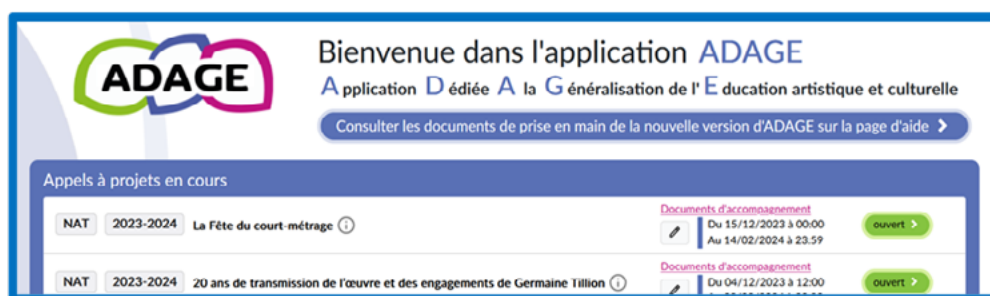 ADAGE
Bienvenue dans l'application ADAGE
Application Dédiée A la Généralisation de l'Education artistique et culturelle
Consulter les documents de prise en main de la nouvelle version d'ADAGE sur la page d'aide >
Appels à projets en cours
Documents d'accompagnement
NAT 2023-2024 La Fête du court-métrage Du 15/12/2023 à 00:00 ouvert >
Au 14/02/2024 à 23:59
Documents d'accompagnement
NAT 2023-2024 20 ans de transmission de l'œuvre et des engagements de Germaine Tillion Du 04/12/2023 à 12:00 ouvert >